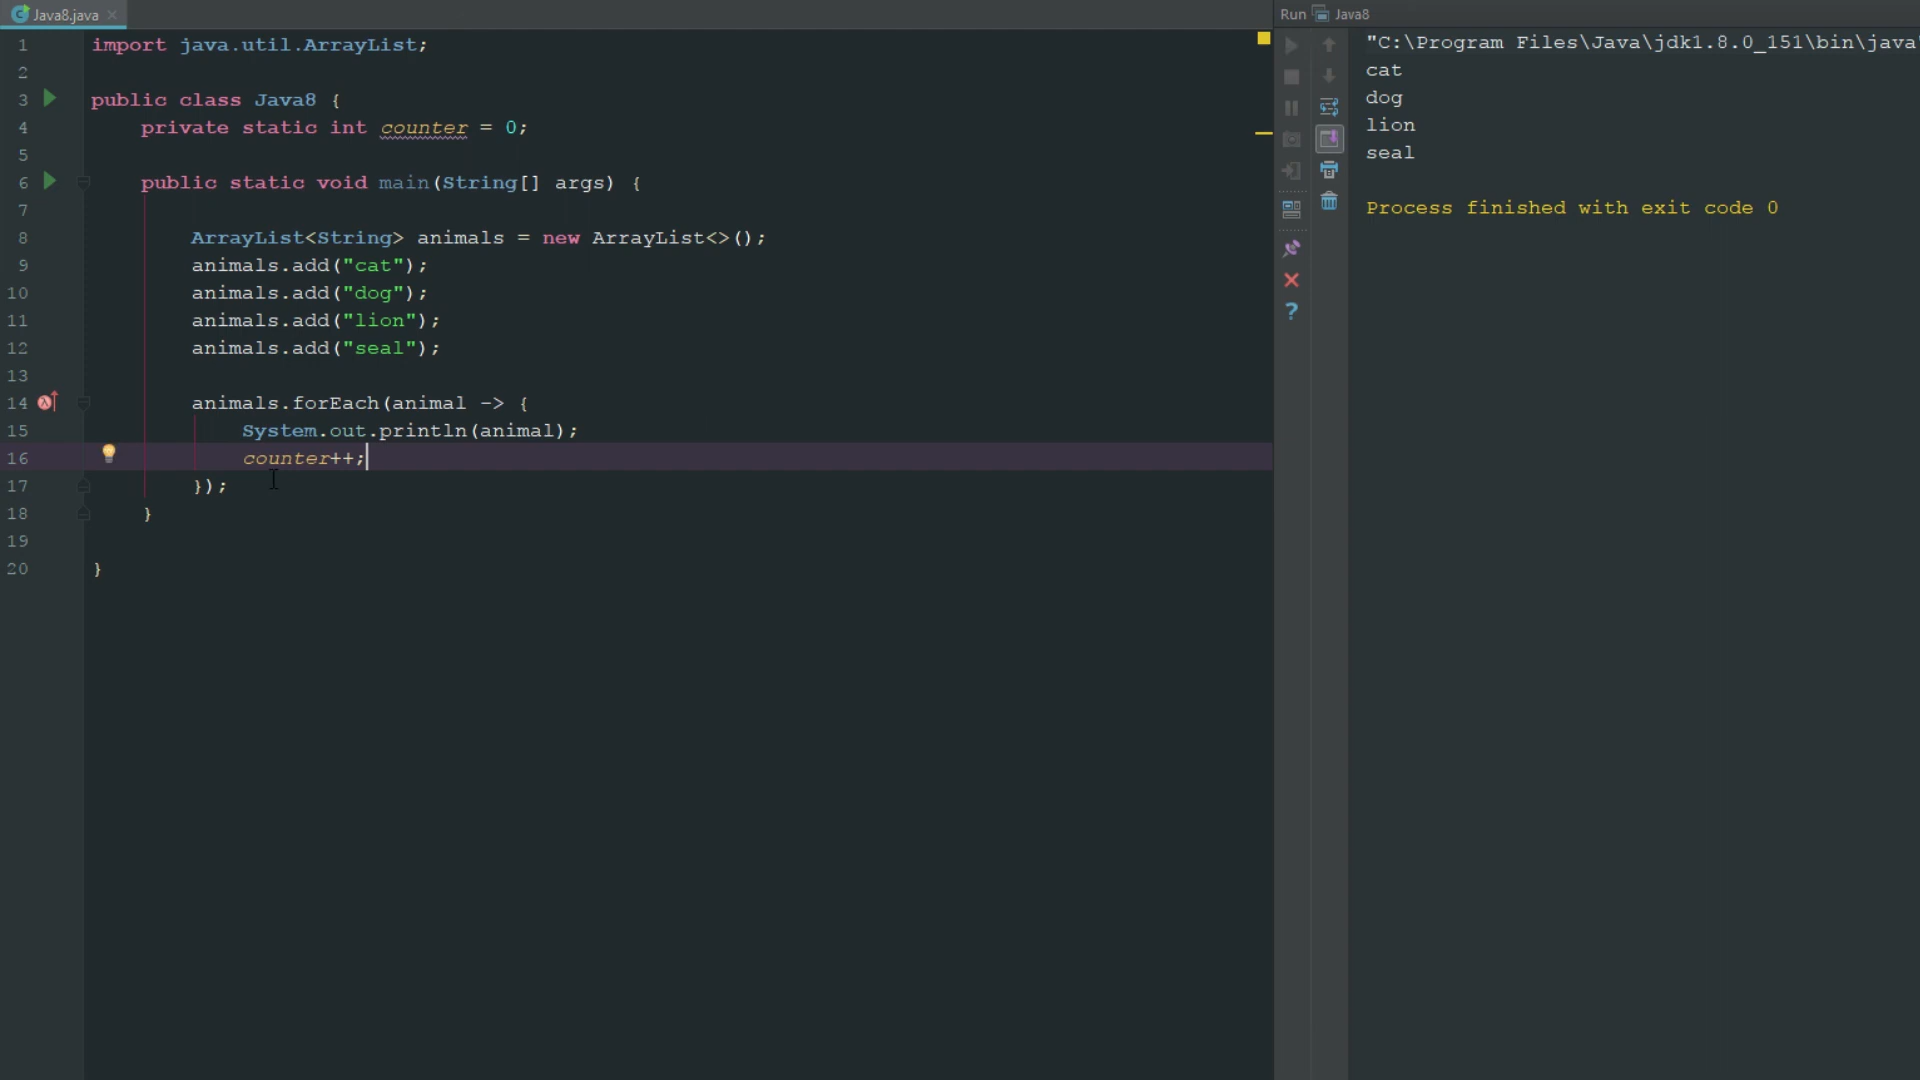 Java8.java
1 import java.util.ArrayList;
2
3 public class Java8 {
4 private static int counter = 0;
5
6 public static void main(String[] args) {
7
8 ArrayList<String> animals = new ArrayList<>();
9 animals.add("cat");
10 animals.add("dog");
11 animals.add("lion");
12 animals.add("seal");
13
14 animals.forEach(animal -> {
15 System.out.println(animal);
16 counter++;
17 });
18 }
19
20 }
Run Java8
"C:\Program Files\Java\jdk1.8.0_151\bin\java
cat
dog
lion
seal
Process finished with exit code 0